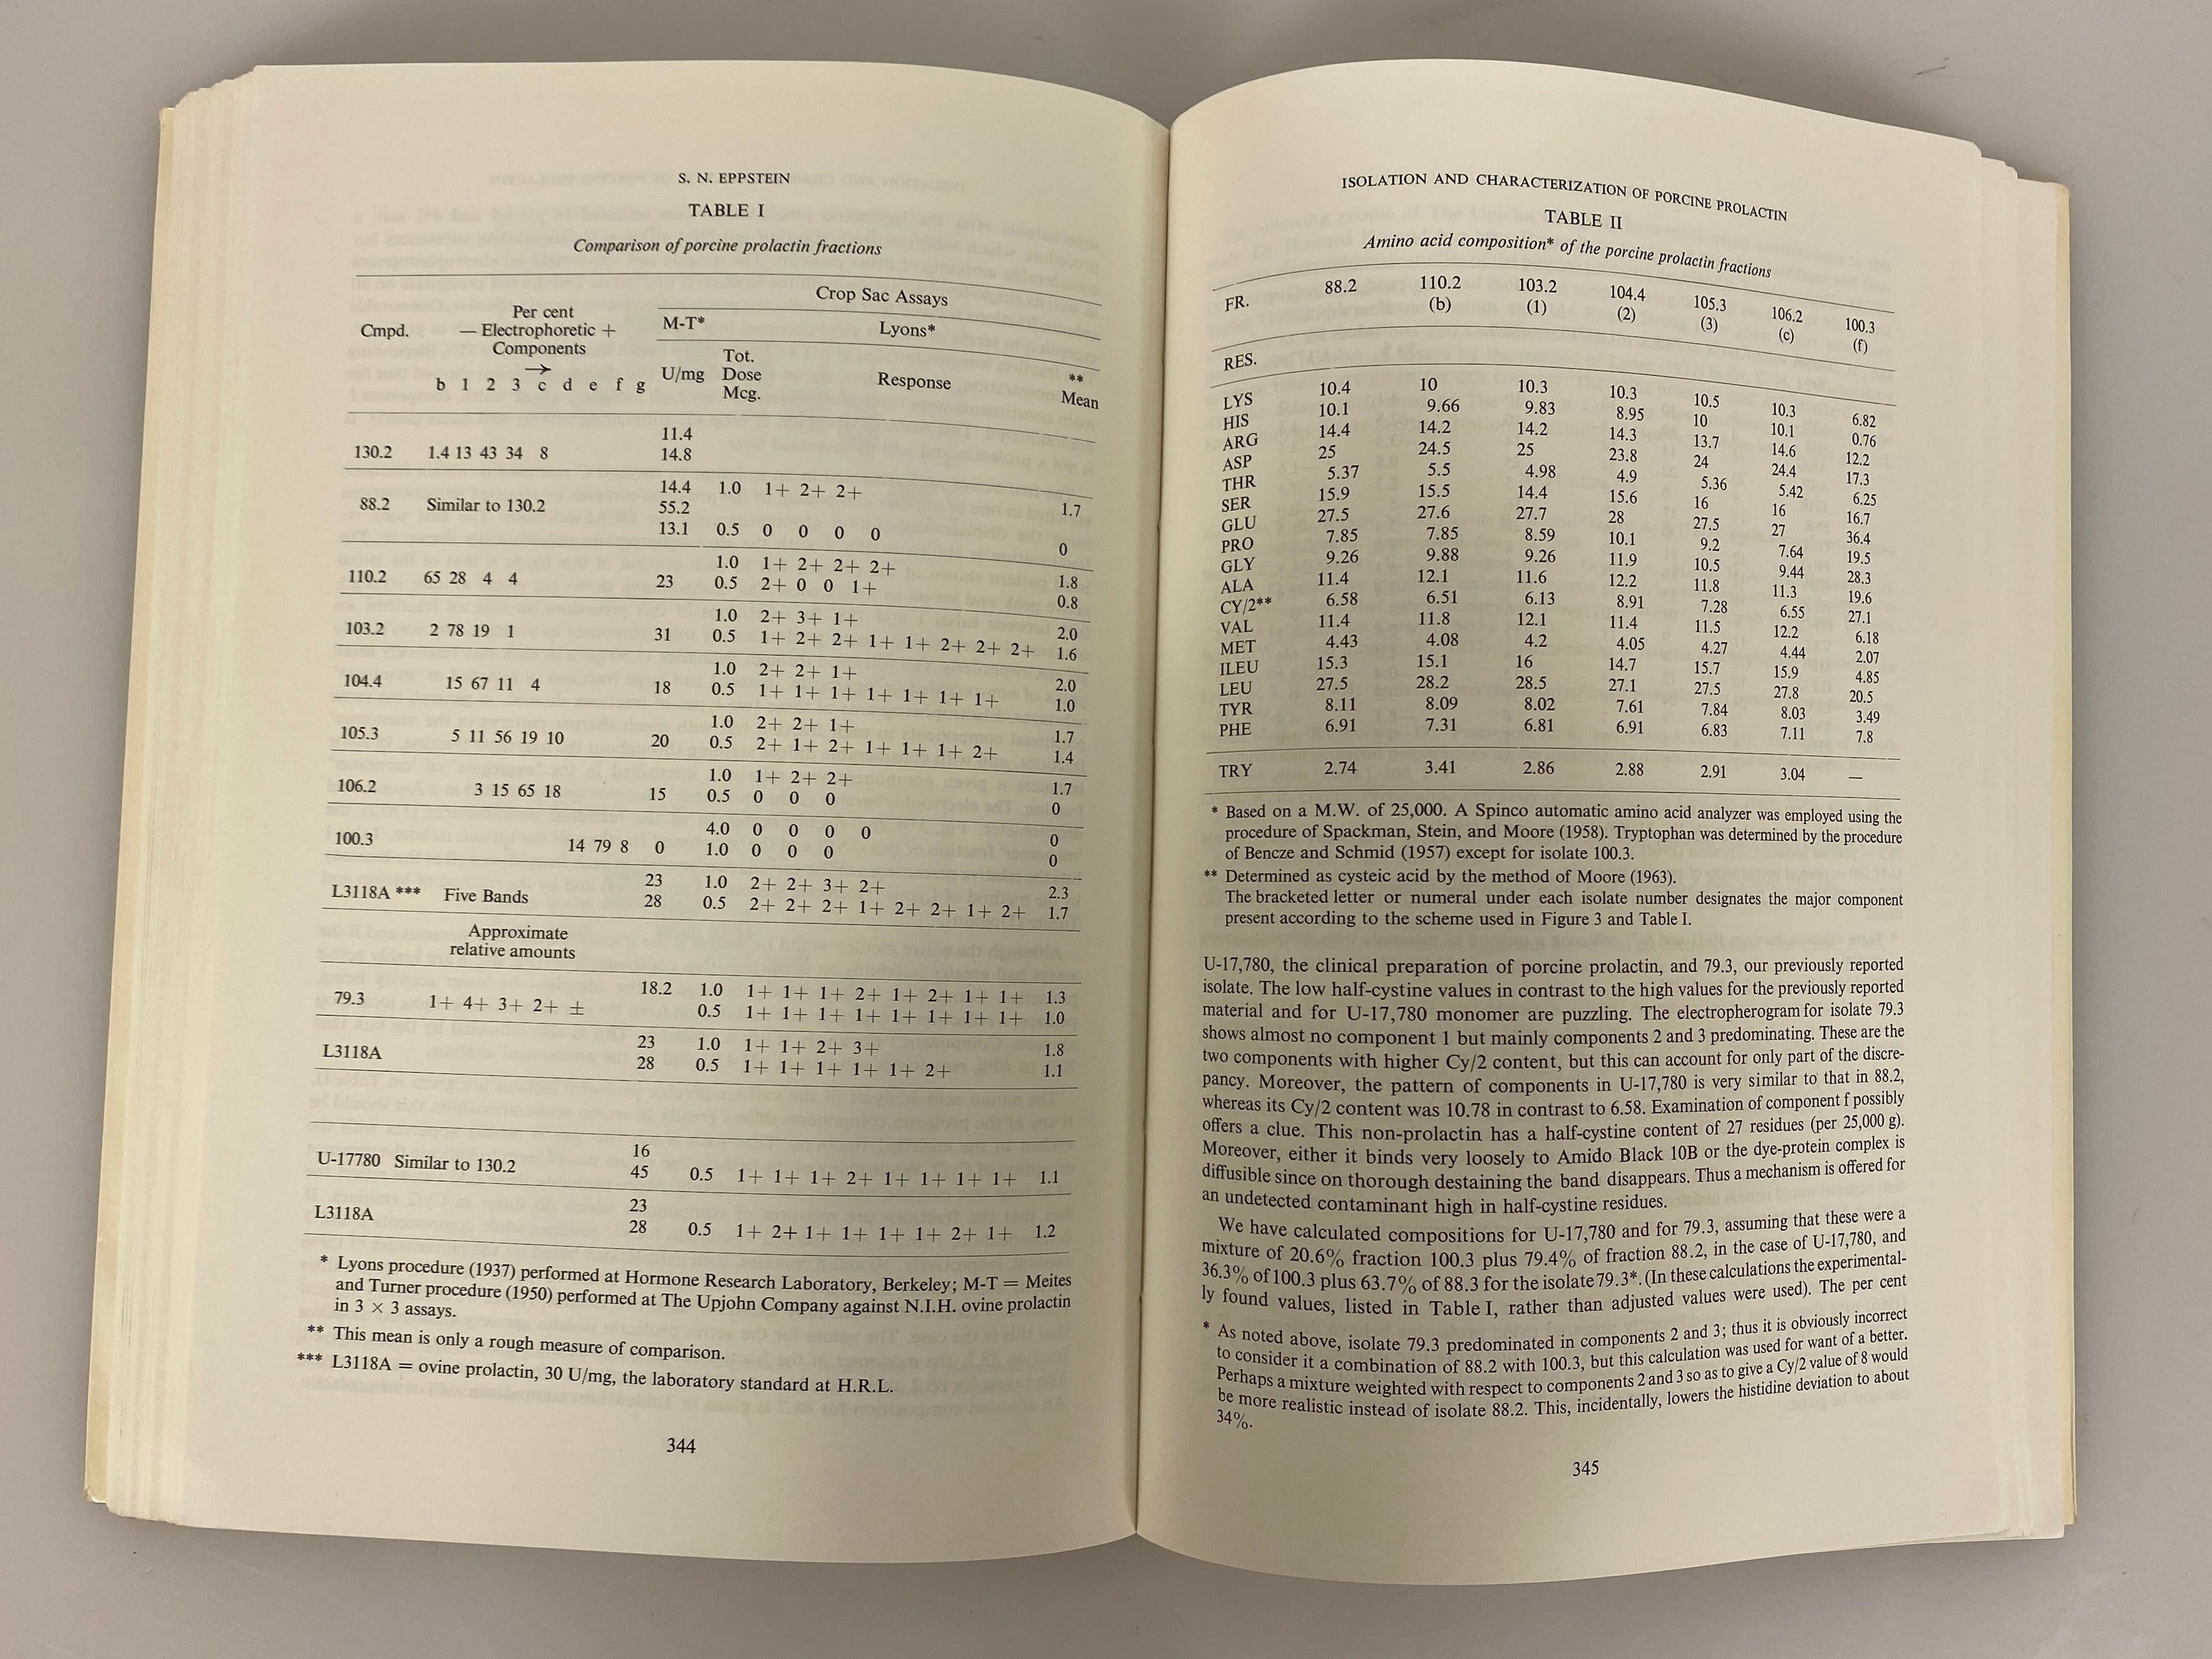 S. N. EPPSTEIN
TABLE I
Comparison of porcine prolactin fractions
Crop Sac Assays
Per cent
Cmpd. — Electrophoretic + M-T* Lyons*
Components
→ Tot. **
b 1 2 3 c d e f g U/mg Dose Response Mean
Mcg.
11.4
130.2 1.4 13 43 34 8 14.8
14.4 1.0 1+ 2+ 2+ 1.7
88.2 Similar to 130.2 55.2
13.1 0.5 0 0 0 0 0
1.0 1+ 2+ 2+ 2+ 1.8
110.2 65 28 4 4 23 0.5 2+ 0 0 1+ 0.8
1.0 2+ 3+ 1+ 2.0
103.2 2 78 19 1 31 0.5 1+ 2+ 2+ 1+ 1+ 2+ 2+ 2+ 1.6
1.0 2+ 2+ 1+ 2.0
104.4 15 67 11 4 18 0.5 1+ 1+ 1+ 1+ 1+ 1+ 1+ 1.0
1.0 2+ 2+ 1+ 1.7
105.3 5 11 56 19 10 20 0.5 2+ 1+ 2+ 1+ 1+ 1+ 2+ 1.4
1.0 1+ 2+ 2+ 1.7
106.2 3 15 65 18 15 0.5 0 0 0 0
4.0 0 0 0 0 0
100.3 14 79 8 0 1.0 0 0 0 0
23 1.0 2+ 2+ 3+ 2+ 2.3
L3118A *** Five Bands 28 0.5 2+ 2+ 2+ 1+ 2+ 2+ 1+ 2+ 1.7
Approximate
relative amounts
18.2 1.0 1+ 1+ 1+ 2+ 1+ 2+ 1+ 1+ 1.3
79.3 1+ 4+ 3+ 2+ ± 0.5 1+ 1+ 1+ 1+ 1+ 1+ 1+ 1+ 1.0
23 1.0 1+ 1+ 2+ 3+ 1.8
L3118A 28 0.5 1+ 1+ 1+ 1+ 1+ 2+ 1.1
16
U-17780 Similar to 130.2 45 0.5 1+ 1+ 1+ 2+ 1+ 1+ 1+ 1+ 1.1
23
L3118A 28 0.5 1+ 2+ 1+ 1+ 1+ 1+ 2+ 1+ 1.2
* Lyons procedure (1937) performed at Hormone Research Laboratory, Berkeley; M-T = Meites
and Turner procedure (1950) performed at The Upjohn Company against N.I.H. ovine prolactin
in 3 × 3 assays.
** This mean is only a rough measure of comparison.
*** L3118A = ovine prolactin, 30 U/mg, the laboratory standard at H.R.L.
344
ISOLATION AND CHARACTERIZATION OF PORCINE PROLACTIN
TABLE II
Amino acid composition* of the porcine prolactin fractions
FR. 88.2 110.2 103.2 104.4 105.3 106.2 100.3
(b) (1) (2) (3) (c) (f)
RES.
LYS 10.4 10 10.3 10.3 10.5 10.3 6.82
HIS 10.1 9.66 9.83 8.95 10 10.1 0.76
ARG 14.4 14.2 14.2 14.3 13.7 14.6 12.2
ASP 25 24.5 25 23.8 24 24.4 17.3
THR 5.37 5.5 4.98 4.9 5.36 5.42 6.25
SER 15.9 15.5 14.4 15.6 16 16 16.7
GLU 27.5 27.6 27.7 28 27.5 27 36.4
PRO 7.85 7.85 8.59 10.1 9.2 7.64 19.5
GLY 9.26 9.88 9.26 11.9 10.5 9.44 28.3
ALA 11.4 12.1 11.6 12.2 11.8 11.3 19.6
CY/2** 6.58 6.51 6.13 8.91 7.28 6.55 27.1
VAL 11.4 11.8 12.1 11.4 11.5 12.2 6.18
MET 4.43 4.08 4.2 4.05 4.27 4.44 2.07
ILEU 15.3 15.1 16 14.7 15.7 15.9 4.85
LEU 27.5 28.2 28.5 27.1 27.5 27.8 20.5
TYR 8.11 8.09 8.02 7.61 7.84 8.03 3.49
PHE 6.91 7.31 6.81 6.91 6.83 7.11 7.8
TRY 2.74 3.41 2.86 2.88 2.91 3.04 —
* Based on a M.W. of 25,000. A Spinco automatic amino acid analyzer was employed using the
procedure of Spackman, Stein, and Moore (1958). Tryptophan was determined by the procedure
of Bencze and Schmid (1957) except for isolate 100.3.
** Determined as cysteic acid by the method of Moore (1963).
The bracketed letter or numeral under each isolate number designates the major component
present according to the scheme used in Figure 3 and Table I.
U-17,780, the clinical preparation of porcine prolactin, and 79.3, our previously reported
isolate. The low half-cystine values in contrast to the high values for the previously reported
material and for U-17,780 monomer are puzzling. The electropherogram for isolate 79.3
shows almost no component 1 but mainly components 2 and 3 predominating. These are the
two components with higher Cy/2 content, but this can account for only part of the discre-
pancy. Moreover, the pattern of components in U-17,780 is very similar to that in 88.2,
whereas its Cy/2 content was 10.78 in contrast to 6.58. Examination of component f possibly
offers a clue. This non-prolactin has a half-cystine content of 27 residues (per 25,000 g).
Moreover, either it binds very loosely to Amido Black 10B or the dye-protein complex is
diffusible since on thorough destaining the band disappears. Thus a mechanism is offered for
an undetected contaminant high in half-cystine residues.
We have calculated compositions for U-17,780 and for 79.3, assuming that these were a
mixture of 20.6% fraction 100.3 plus 79.4% of fraction 88.2, in the case of U-17,780, and
36.3% of 100.3 plus 63.7% of 88.3 for the isolate 79.3*. (In these calculations the experimental-
ly found values, listed in Table I, rather than adjusted values were used). The per cent
* As noted above, isolate 79.3 predominated in components 2 and 3; thus it is obviously incorrect
to consider it a combination of 88.2 with 100.3, but this calculation was used for want of a better.
Perhaps a mixture weighted with respect to components 2 and 3 so as to give a Cy/2 value of 8 would
be more realistic instead of isolate 88.2. This, incidentally, lowers the histidine deviation to about
34%.
345